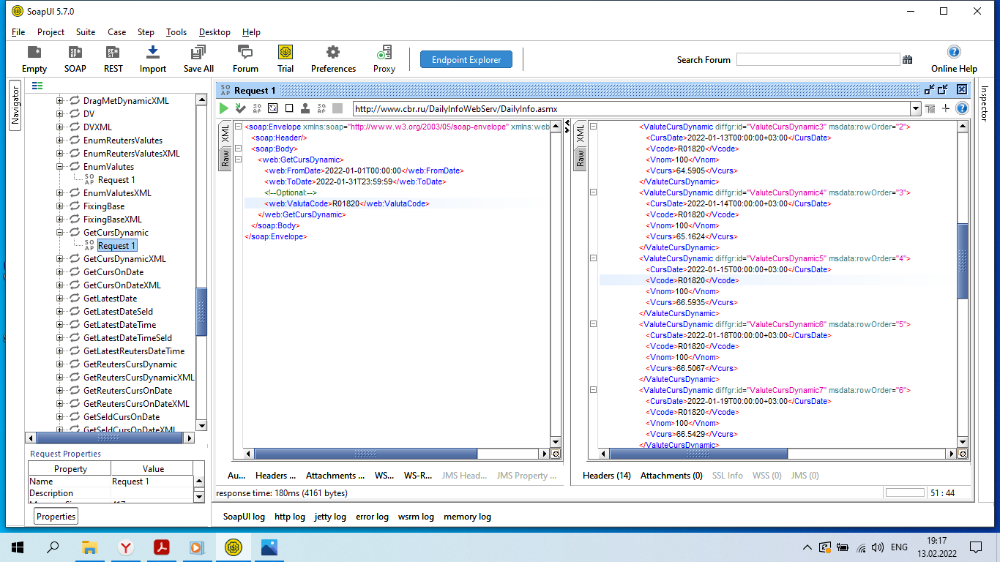 SoapUI 5.7.0
File Project Suite Case Step Tools Desktop Help
Empty SOAP REST Import Save All Forum Trial Preferences Proxy Endpoint Explorer Search Forum Online Help
Navigator
DragMetDynamicXML
DV
DVXML
EnumReutersValutes
EnumReutersValutesXML
EnumValutes
Request 1
EnumValutesXML
FixingBase
FixingBaseXML
GetCursDynamic
Request 1
GetCursDynamicXML
GetCursOnDate
GetCursOnDateXML
GetLatestDate
GetLatestDateSeld
GetLatestDateTime
GetLatestDateTimeSeld
GetLatestReutersDateTime
GetReutersCursDynamic
GetReutersCursDynamicXML
GetReutersCursOnDate
GetReutersCursOnDateXML
GetSeldCursOnDate
GetSeldCursOnDateXML
Request Properties
Property Value
Name Request 1
Description
Properties
Request 1
http://www.cbr.ru/DailyInfoWebServ/DailyInfo.asmx
XML
Raw
<soap:Envelope xmlns:soap="http://www.w3.org/2003/05/soap-envelope" xmlns:web
<soap:Header/>
<soap:Body>
<web:GetCursDynamic>
<web:FromDate>2022-01-01T00:00:00</web:FromDate>
<web:ToDate>2022-01-31T23:59:59</web:ToDate>
<!--Optional:-->
<web:ValutaCode>R01820</web:ValutaCode>
</web:GetCursDynamic>
</soap:Body>
</soap:Envelope>
Au... Headers ... Attachments ... WS... WS-R... JMS Head... JMS Property ...
XML
Raw
<ValuteCursDynamic diffgr:id="ValuteCursDynamic3" msdata:rowOrder="2">
<CursDate>2022-01-13T00:00:00+03:00</CursDate>
<Vcode>R01820</Vcode>
<Vnom>100</Vnom>
<Vcurs>64.5905</Vcurs>
</ValuteCursDynamic>
<ValuteCursDynamic diffgr:id="ValuteCursDynamic4" msdata:rowOrder="3">
<CursDate>2022-01-14T00:00:00+03:00</CursDate>
<Vcode>R01820</Vcode>
<Vnom>100</Vnom>
<Vcurs>65.1624</Vcurs>
</ValuteCursDynamic>
<ValuteCursDynamic diffgr:id="ValuteCursDynamic5" msdata:rowOrder="4">
<CursDate>2022-01-15T00:00:00+03:00</CursDate>
<Vcode>R01820</Vcode>
<Vnom>100</Vnom>
<Vcurs>66.5935</Vcurs>
</ValuteCursDynamic>
<ValuteCursDynamic diffgr:id="ValuteCursDynamic6" msdata:rowOrder="5">
<CursDate>2022-01-18T00:00:00+03:00</CursDate>
<Vcode>R01820</Vcode>
<Vnom>100</Vnom>
<Vcurs>66.5067</Vcurs>
</ValuteCursDynamic>
<ValuteCursDynamic diffgr:id="ValuteCursDynamic7" msdata:rowOrder="6">
<CursDate>2022-01-19T00:00:00+03:00</CursDate>
<Vcode>R01820</Vcode>
<Vnom>100</Vnom>
<Vcurs>66.5429</Vcurs>
</ValuteCursDynamic>
Headers (14) Attachments (0) SSL Info WSS (0) JMS (0)
response time: 180ms (4161 bytes)
51 : 44
Inspector
SoapUI log http log jetty log error log wsrm log memory log
ENG
19:17
13.02.2022